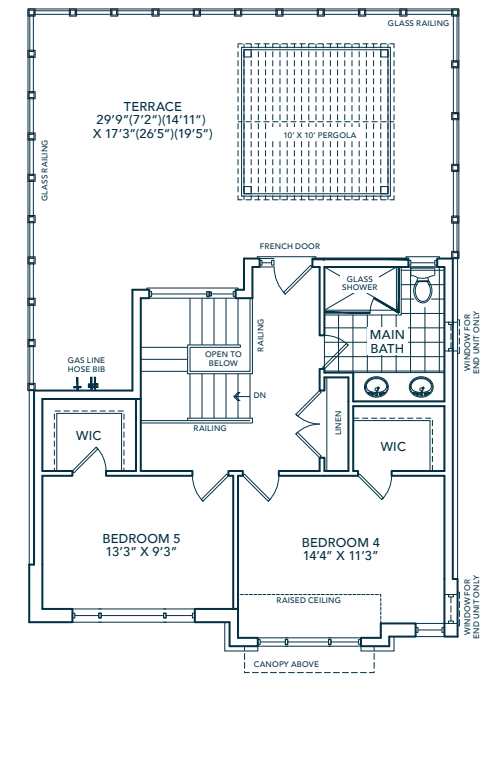 GLASS RAILING
TERRACE
29'9"(7'2")(14'11")
X 17'3"(26'5")(19'5")
10' X 10' PERGOLA
GLASS RAILING
FRENCH DOOR
GLASS
SHOWER
MAIN
BATH
WINDOW FOR
END UNIT ONLY
RAILING
OPEN TO
BELOW
GAS LINE
HOSE BIB
DN
RAILING
LINEN
WIC
WIC
BEDROOM 5
13'3" X 9'3"
BEDROOM 4
14'4" X 11'3"
RAISED CEILING
WINDOW FOR
END UNIT ONLY
CANOPY ABOVE